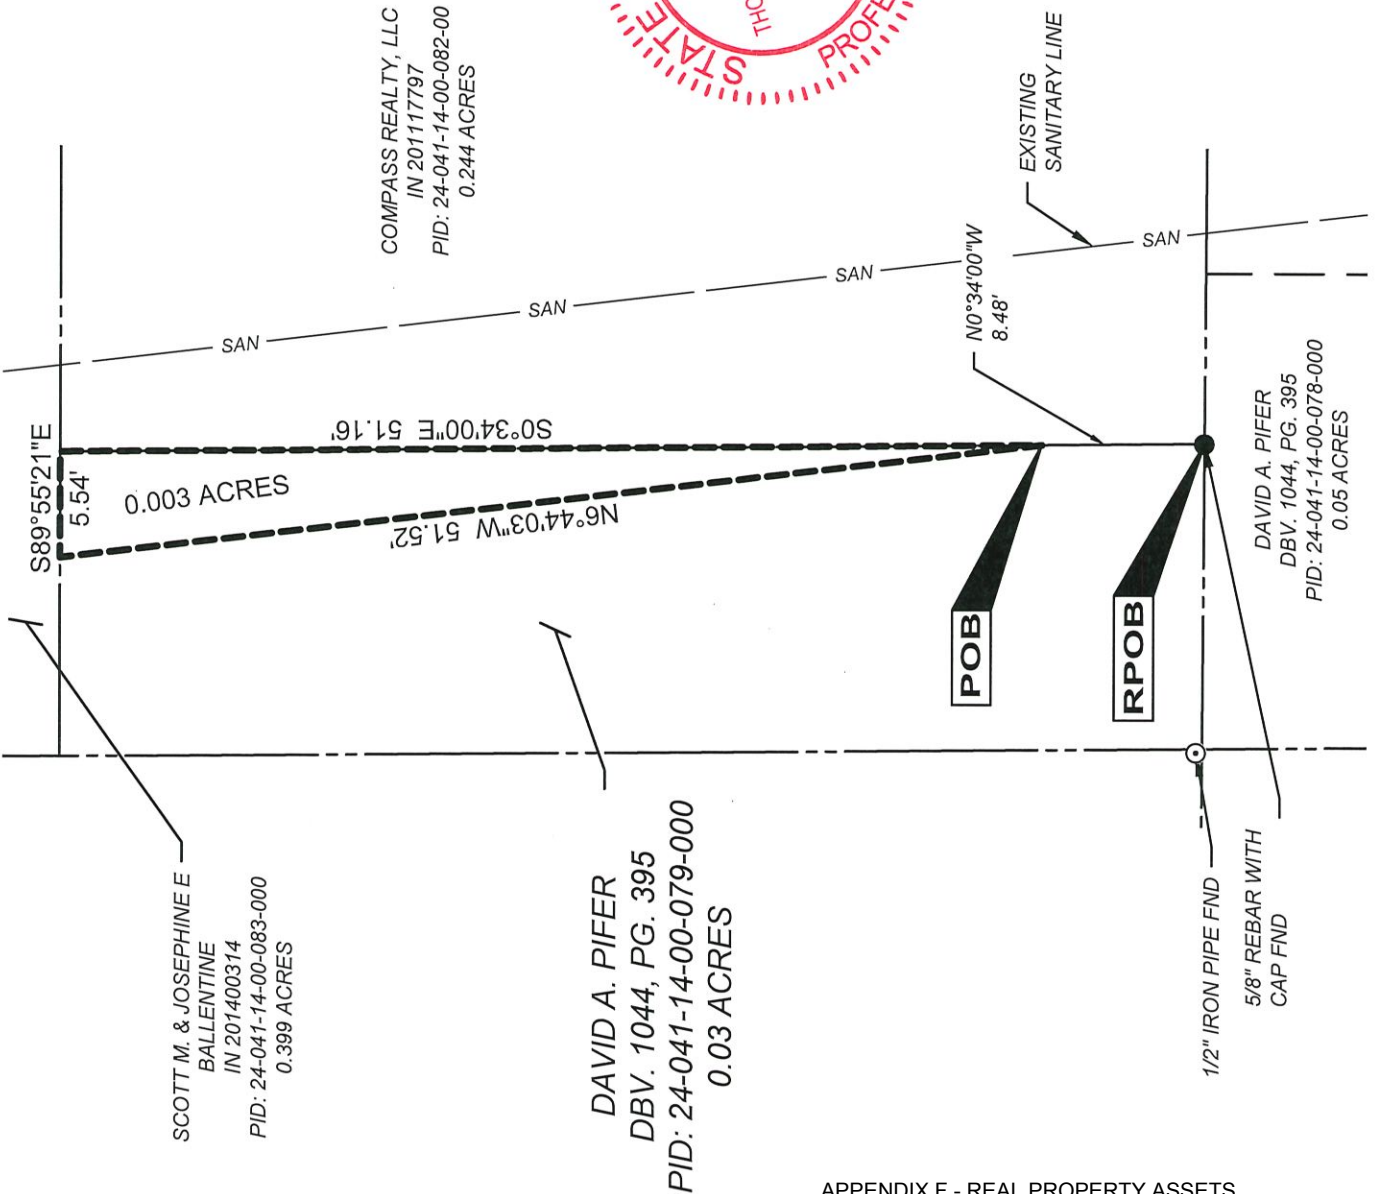 COMPASS REALTY, LLC
IN 201117797
PID: 24-041-14-00-082-00
0.244 ACRES
STATE
THO
PROFE
EXISTING
SANITARY LINE
SAN
SAN
SAN
SAN
S89°55'21"E
5.54'
0.003 ACRES
S0°34'00"E 51.16'
N6°44'03"W 51.52'
N0°34'00"W
8.48'
POB
RPOB
DAVID A. PIFER
DBV. 1044, PG. 395
PID: 24-041-14-00-078-000
0.05 ACRES
SCOTT M. & JOSEPHINE E
BALLENTINE
IN 201400314
PID: 24-041-14-00-083-000
0.399 ACRES
DAVID A. PIFER
DBV. 1044, PG. 395
PID: 24-041-14-00-079-000
0.03 ACRES
1/2" IRON PIPE FND
5/8" REBAR WITH
CAP FND
APPENDIX E - REAL PROPERTY ASSETS